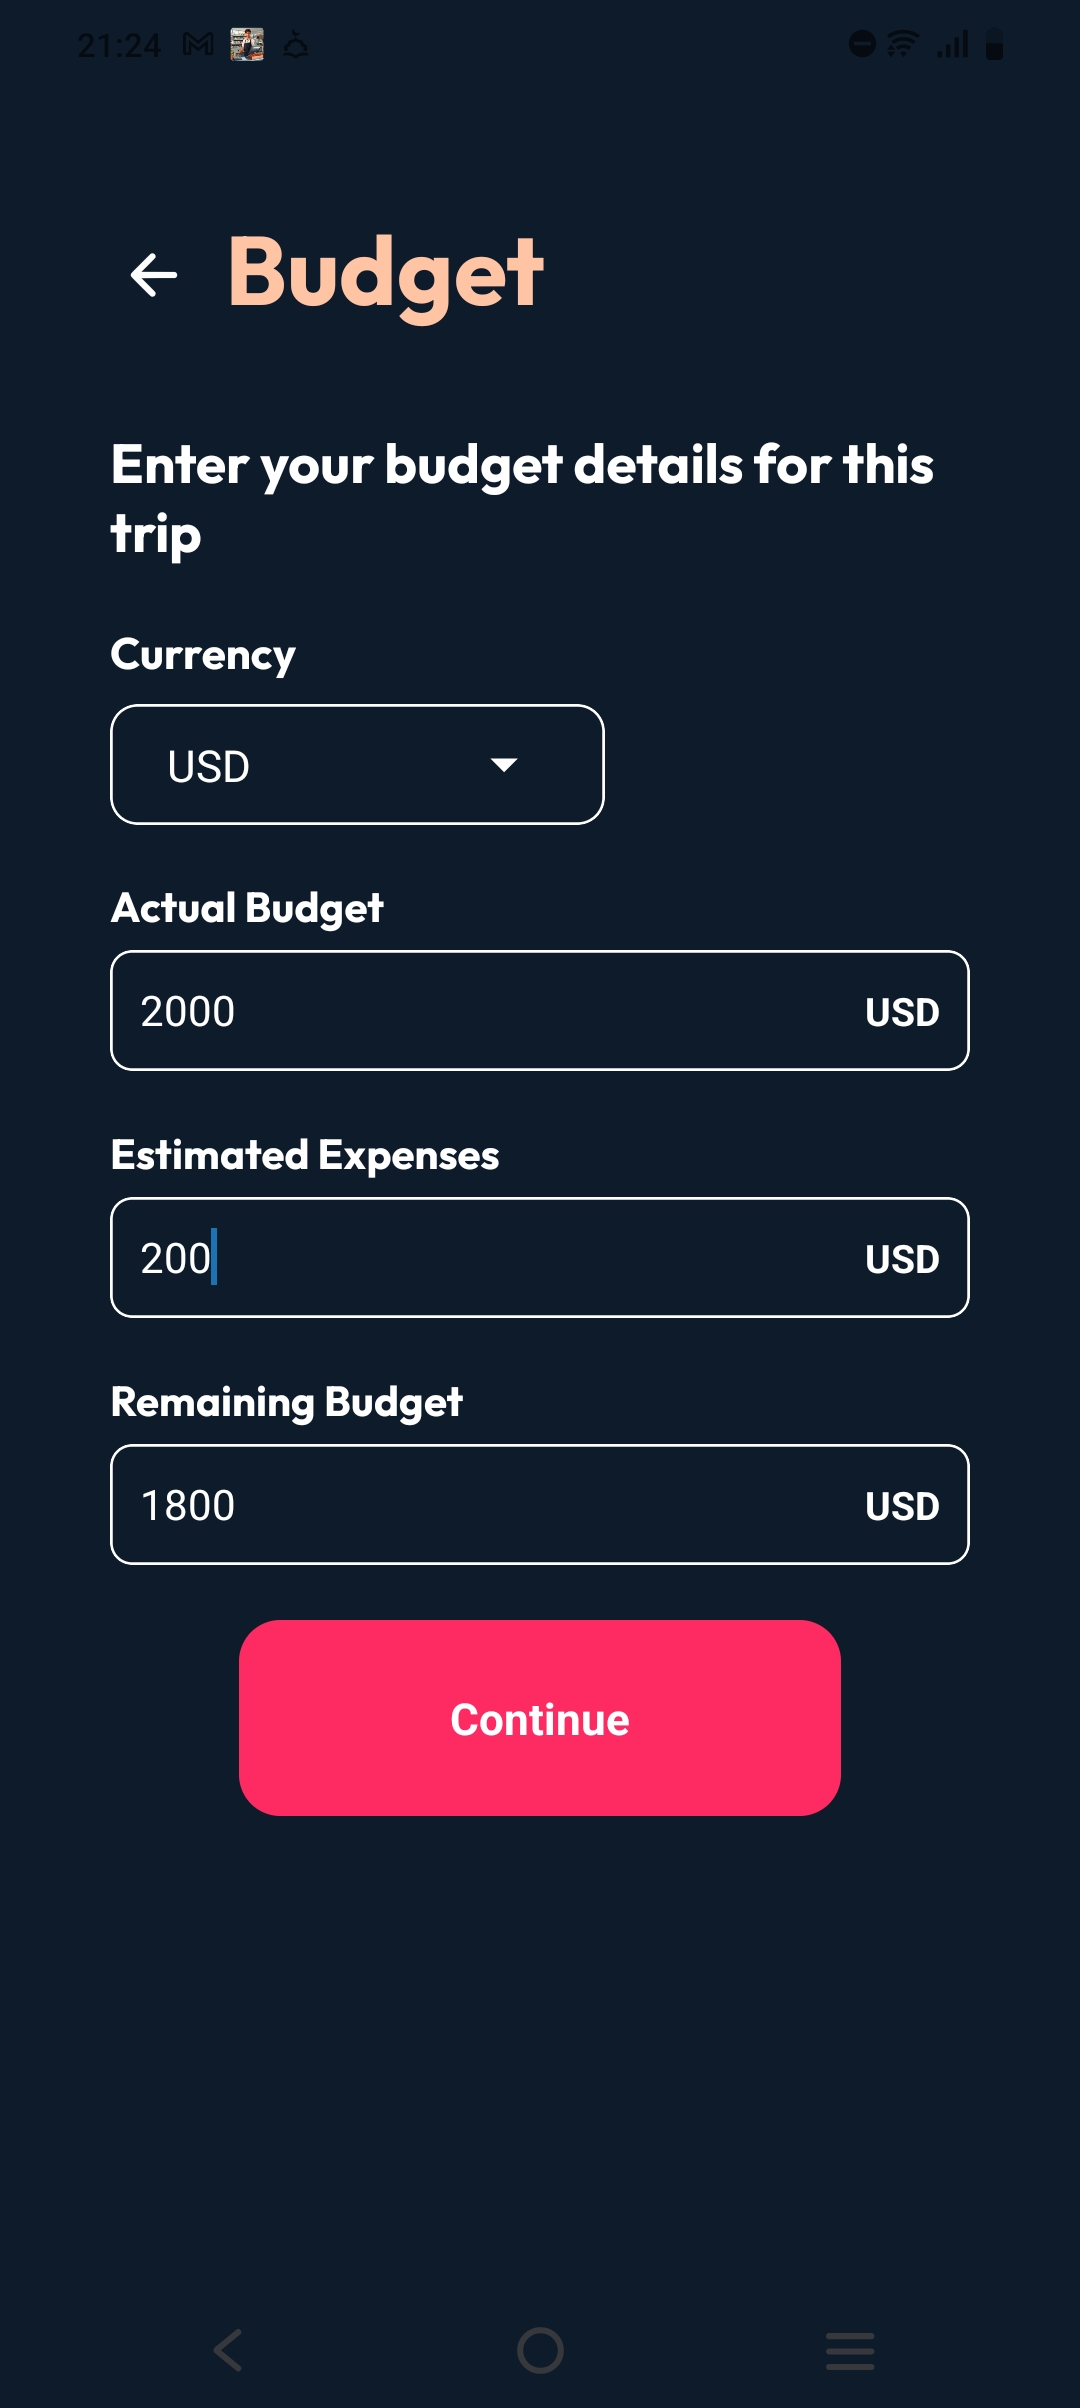 21:24
Budget
Enter your budget details for this
trip
Currency
USD
Actual Budget
2000 USD
Estimated Expenses
200 USD
Remaining Budget
1800 USD
Continue